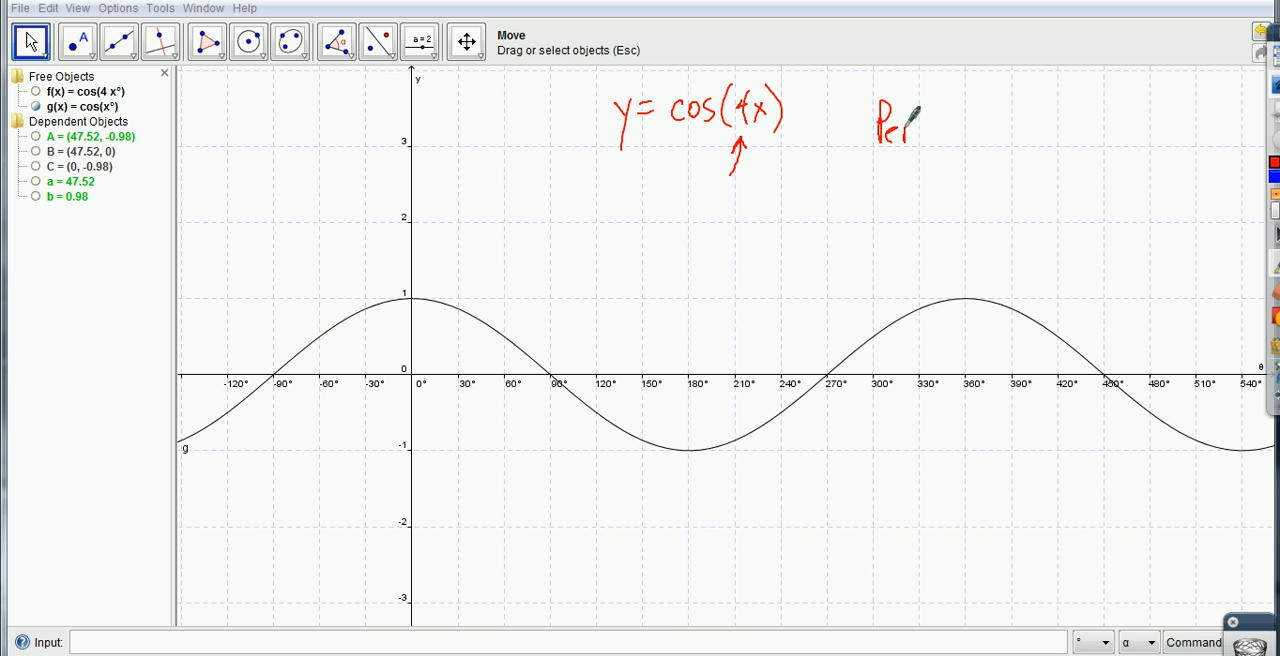 File Edit View Options Tools Window Help
A
α
a = 2
Move
Drag or select objects (Esc)
Free Objects
f(x) = cos(4 x°)
g(x) = cos(x°)
Dependent Objects
A = (47.52, -0.98)
B = (47.52, 0)
C = (0, -0.98)
a = 47.52
b = 0.98
y
y = cos(4x) Per
3
2
1
0
-120° -90° -60° -30° 0° 30° 60° 90° 120° 150° 180° 210° 240° 270° 300° 330° 360° 390° 420° 450° 480° 510° 540°
θ
g
-1
-2
-3
Input: ° α Command